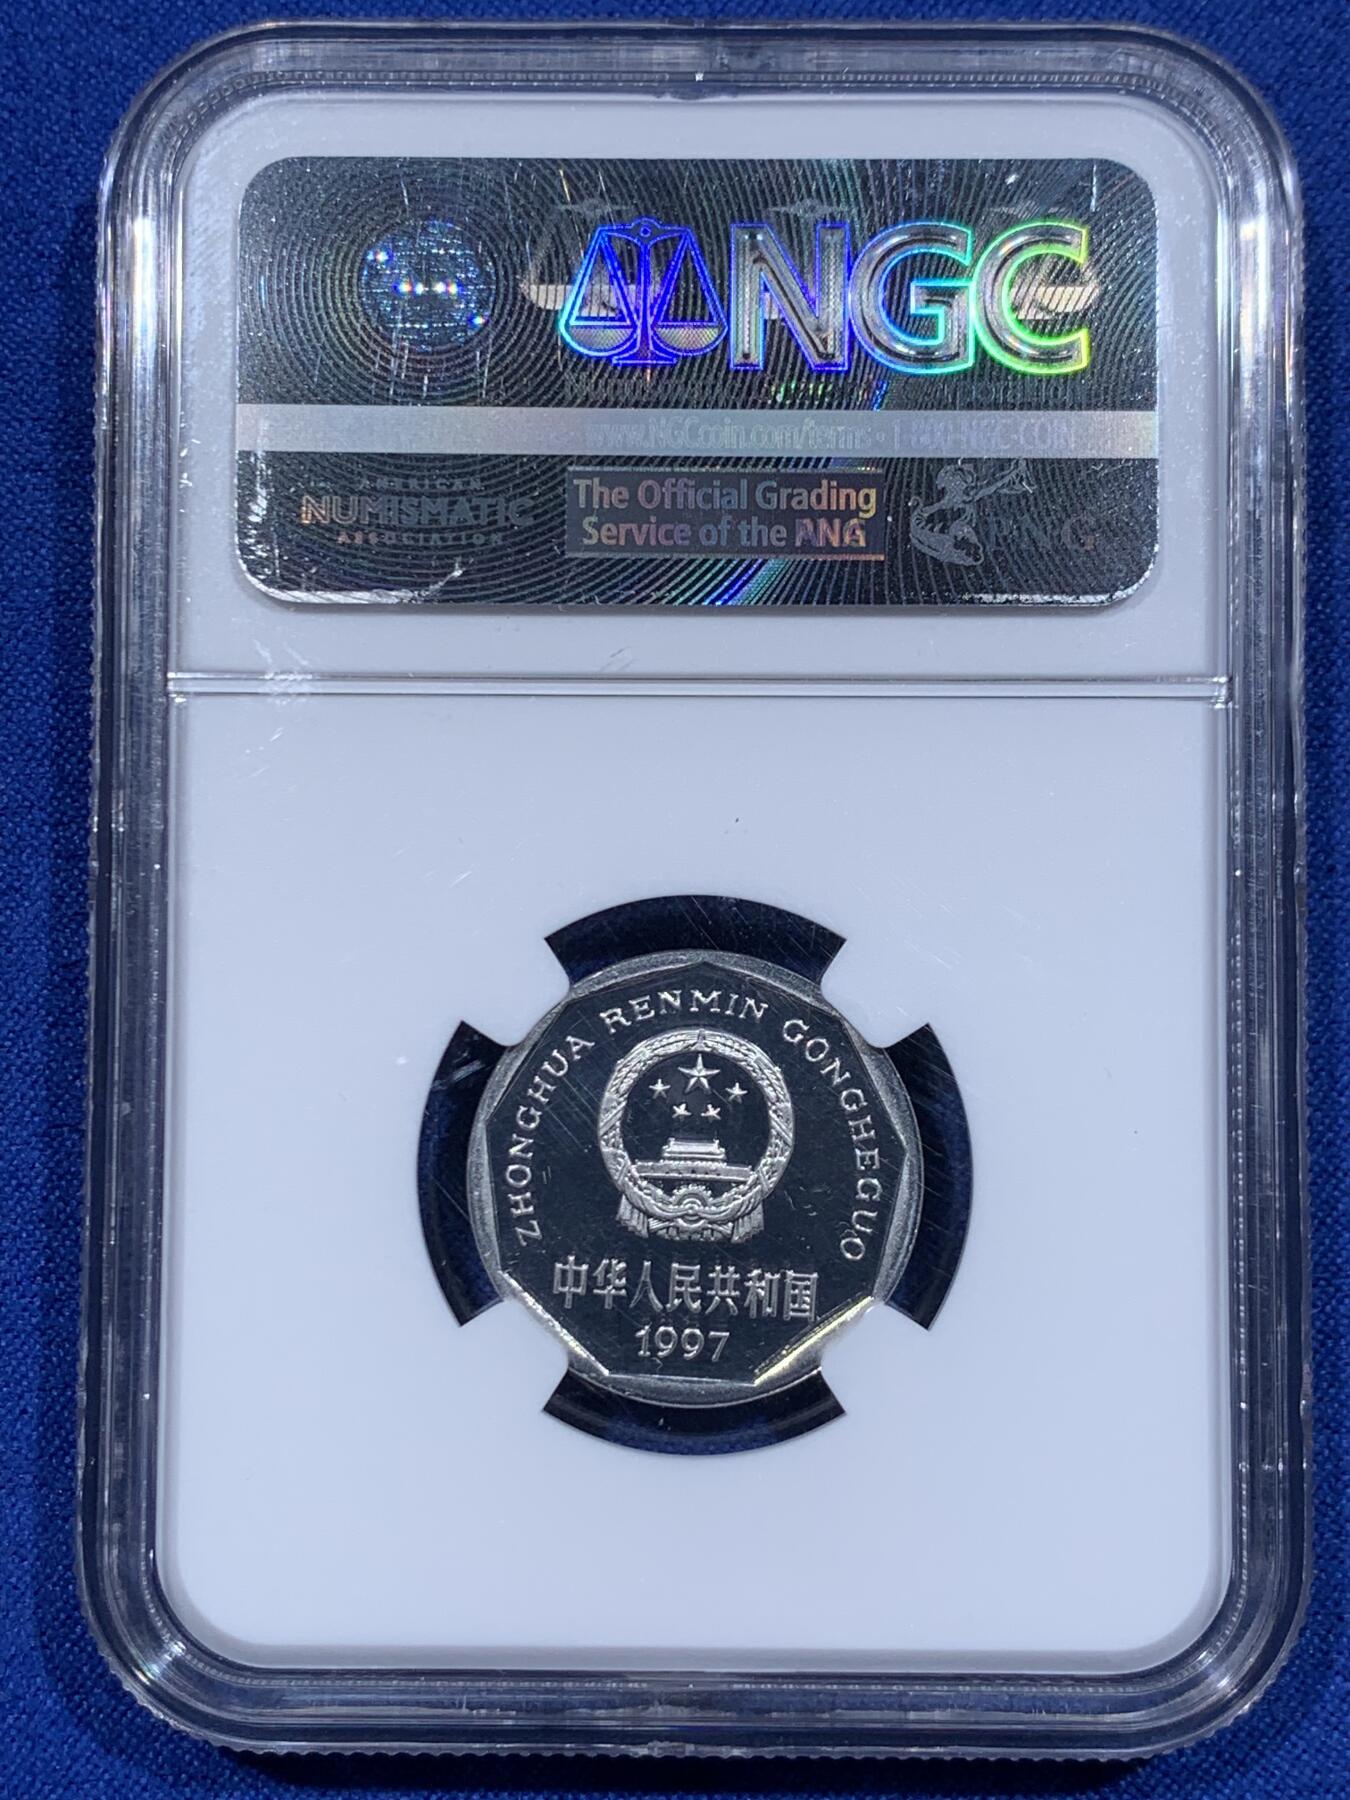 NGC
www.NGCcoin.com/terms • 1-800-NGC-COIN
AMERICAN
NUMISMATIC
ASSOCIATION
The Official Grading
Service of the PNG
PNG
ZHONGHUA RENMIN GONGHEGUO
中华人民共和国
1997